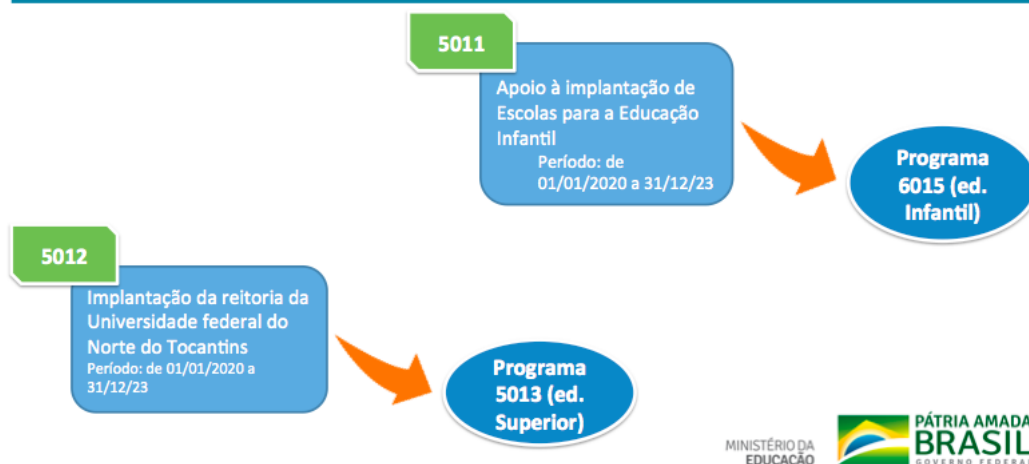 5011
Apoio à implantação de
Escolas para a Educação
Infantil
Período: de
01/01/2020 a 31/12/23
Programa
6015 (ed.
Infantil)
5012
Implantação da reitoria da
Universidade federal do
Norte do Tocantins
Período: de 01/01/2020 a
31/12/23
Programa
5013 (ed.
Superior)
MINISTÉRIO DA
EDUCAÇÃO
PÁTRIA AMADA
BRASIL
GOVERNO FEDERAL